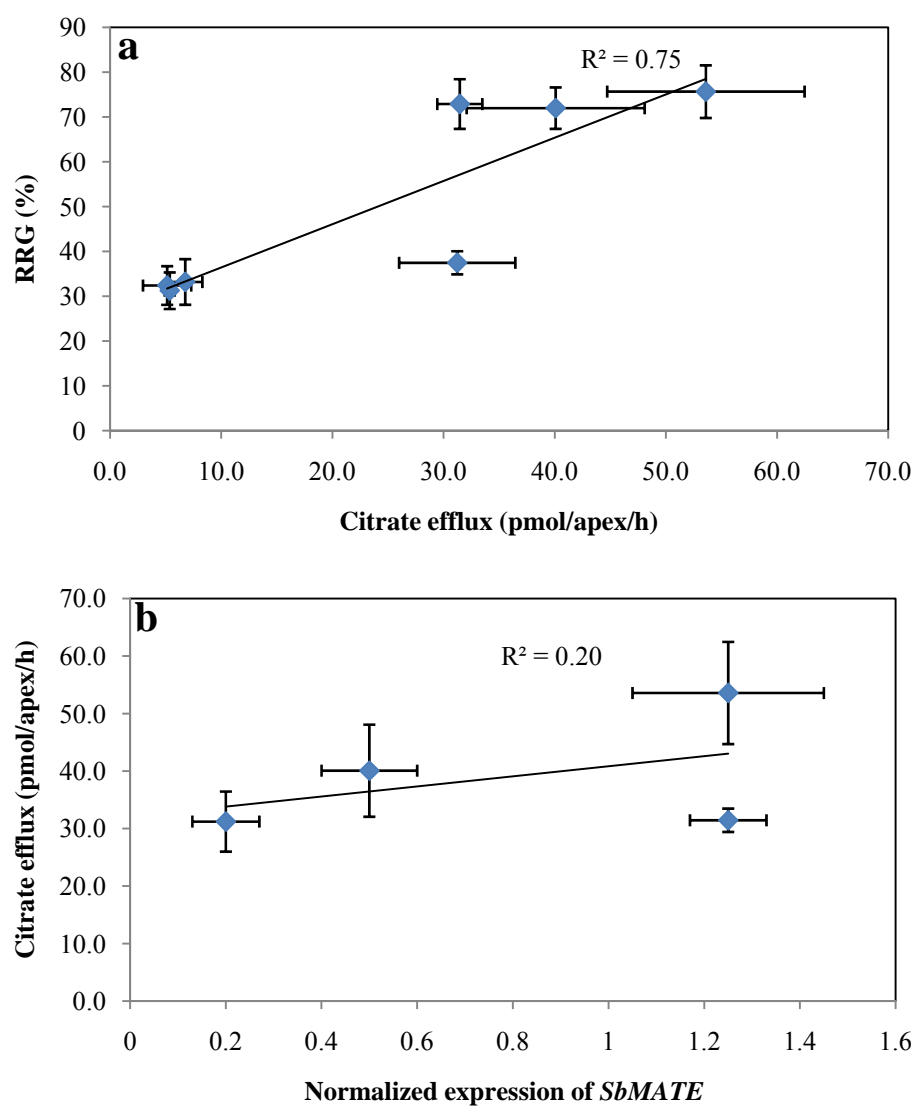 a
R² = 0.75
90
80
70
60
50
40
30
20
10
0
RRG (%)
0.0 10.0 20.0 30.0 40.0 50.0 60.0 70.0
Citrate efflux (pmol/apex/h)
b
R² = 0.20
70.0
60.0
50.0
40.0
30.0
20.0
10.0
0.0
Citrate efflux (pmol/apex/h)
0 0.2 0.4 0.6 0.8 1 1.2 1.4 1.6
Normalized expression of SbMATE